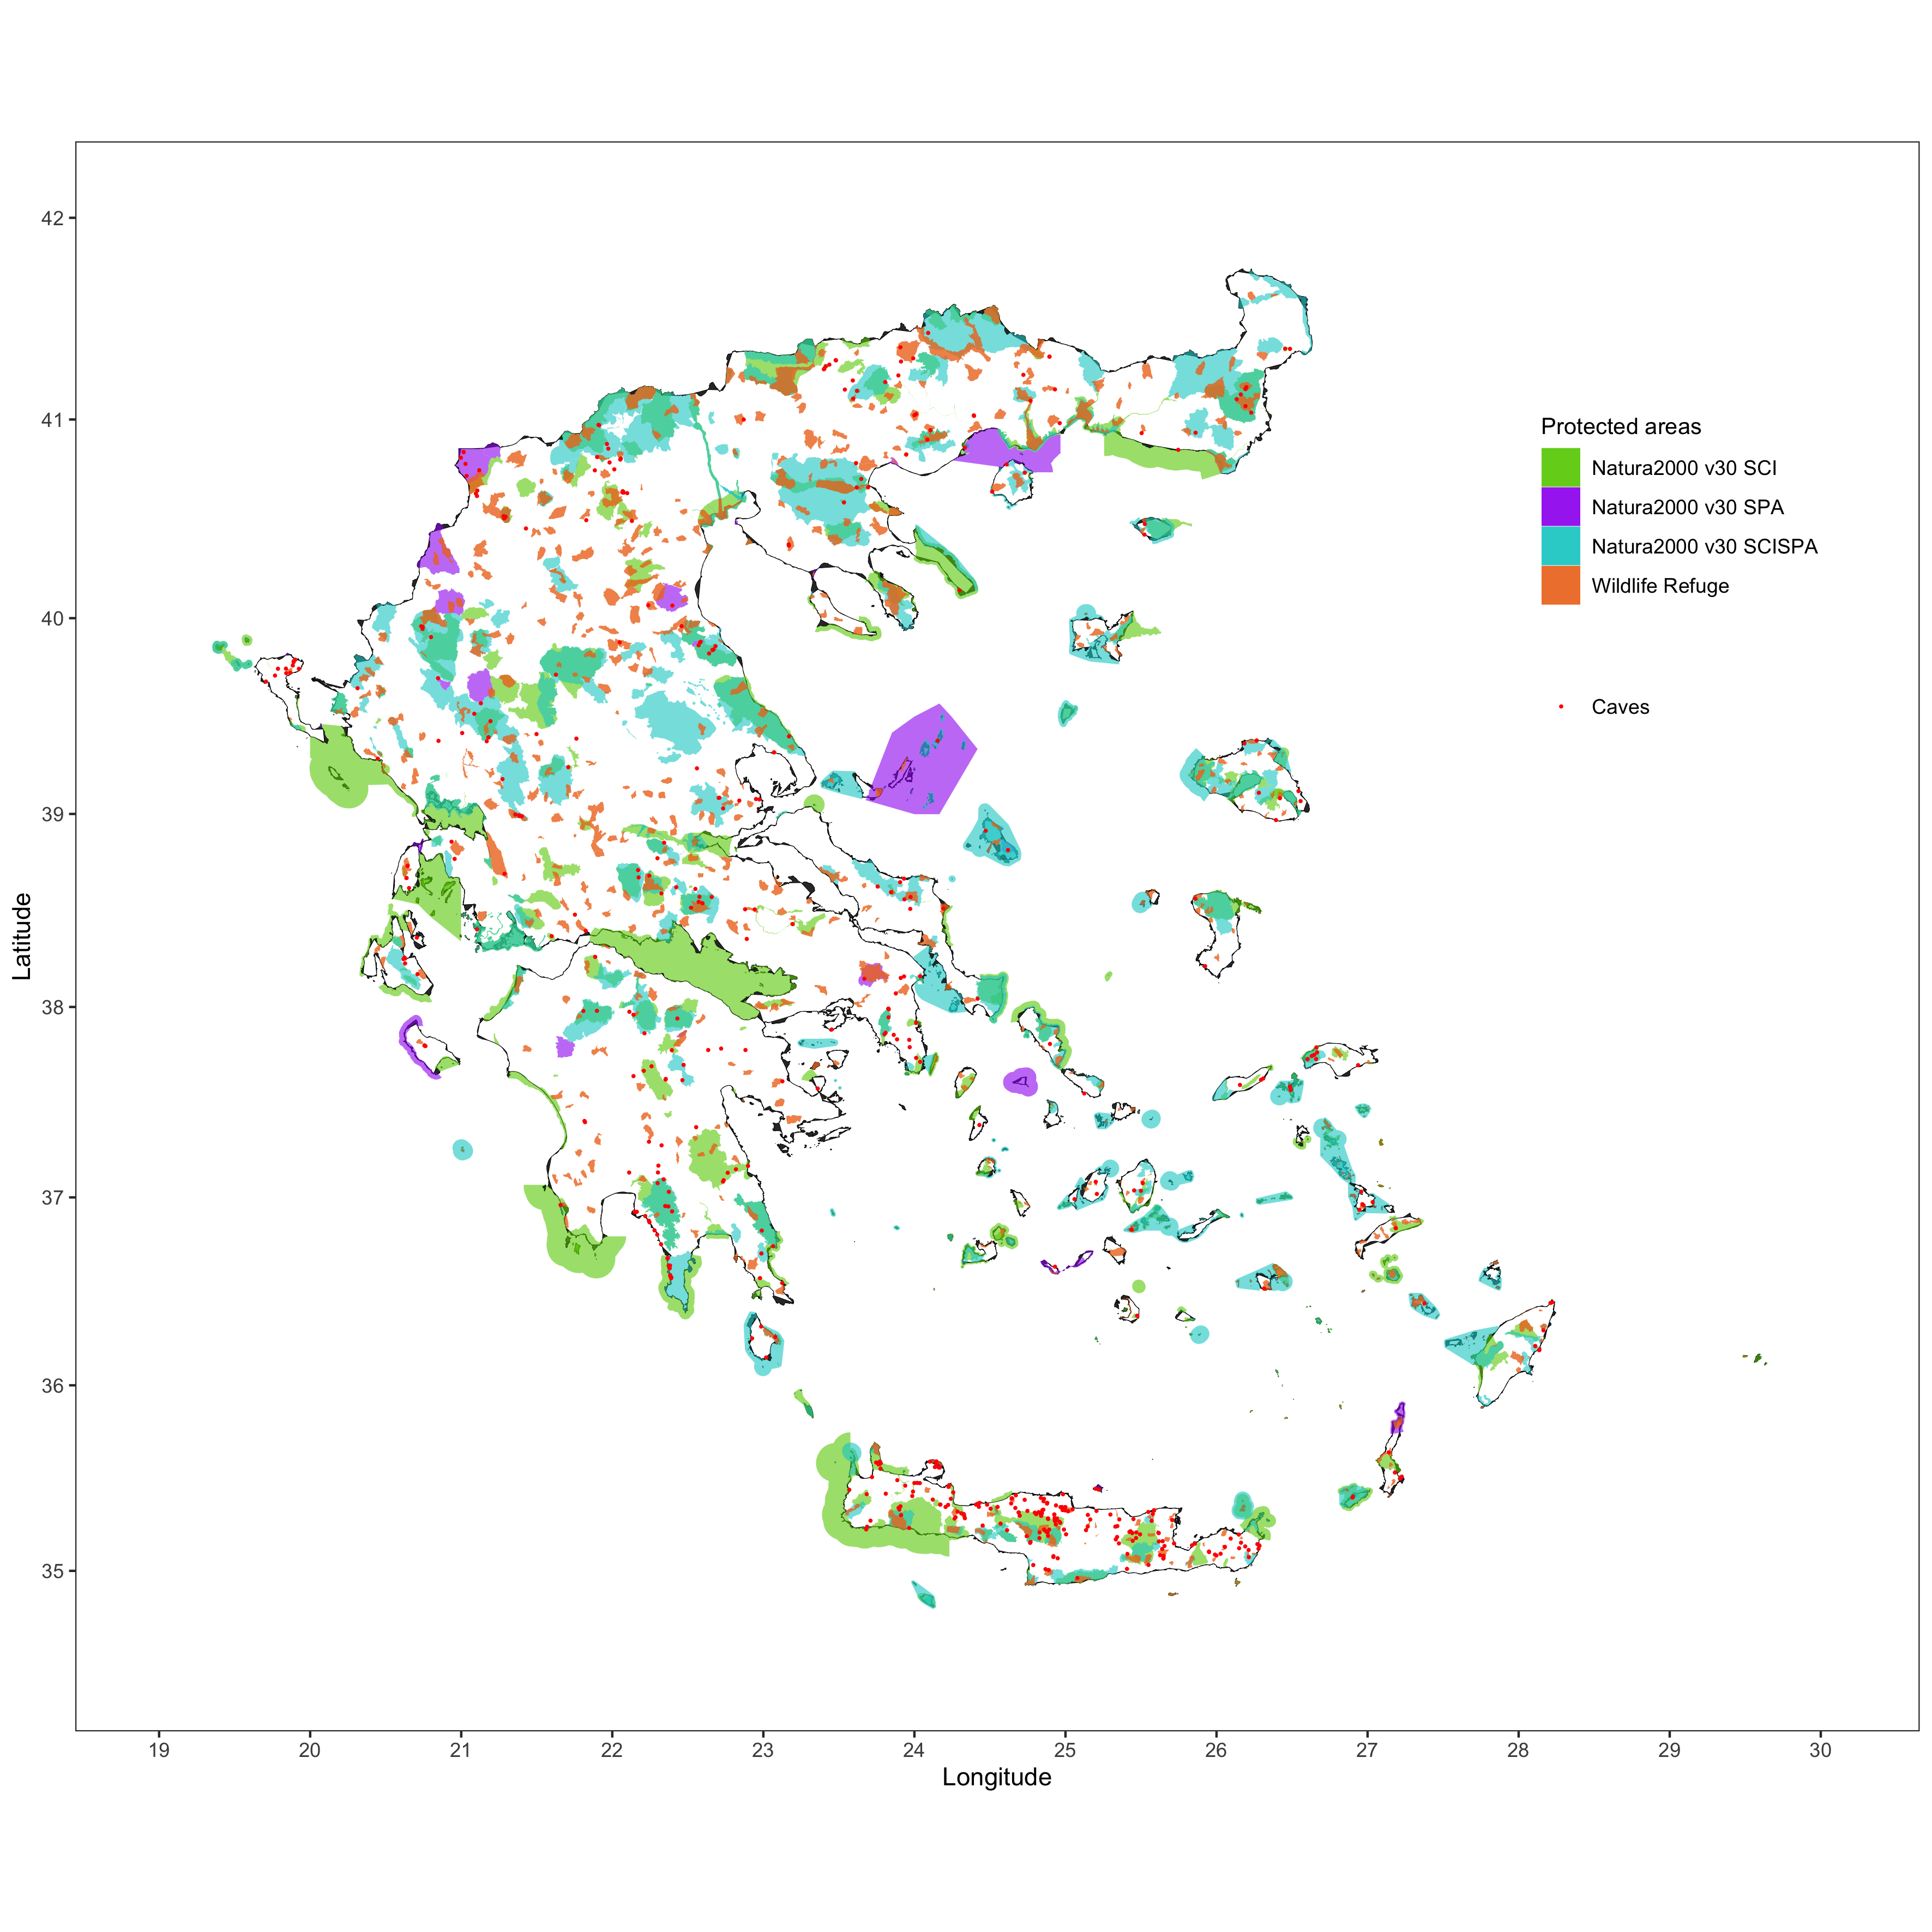 42
41
40
39
38
37
36
35
Latitude
19 20 21 22 23 24 25 26 27 28 29 30
Longitude
Protected areas
Natura2000 v30 SCI
Natura2000 v30 SPA
Natura2000 v30 SCISPA
Wildlife Refuge
Caves